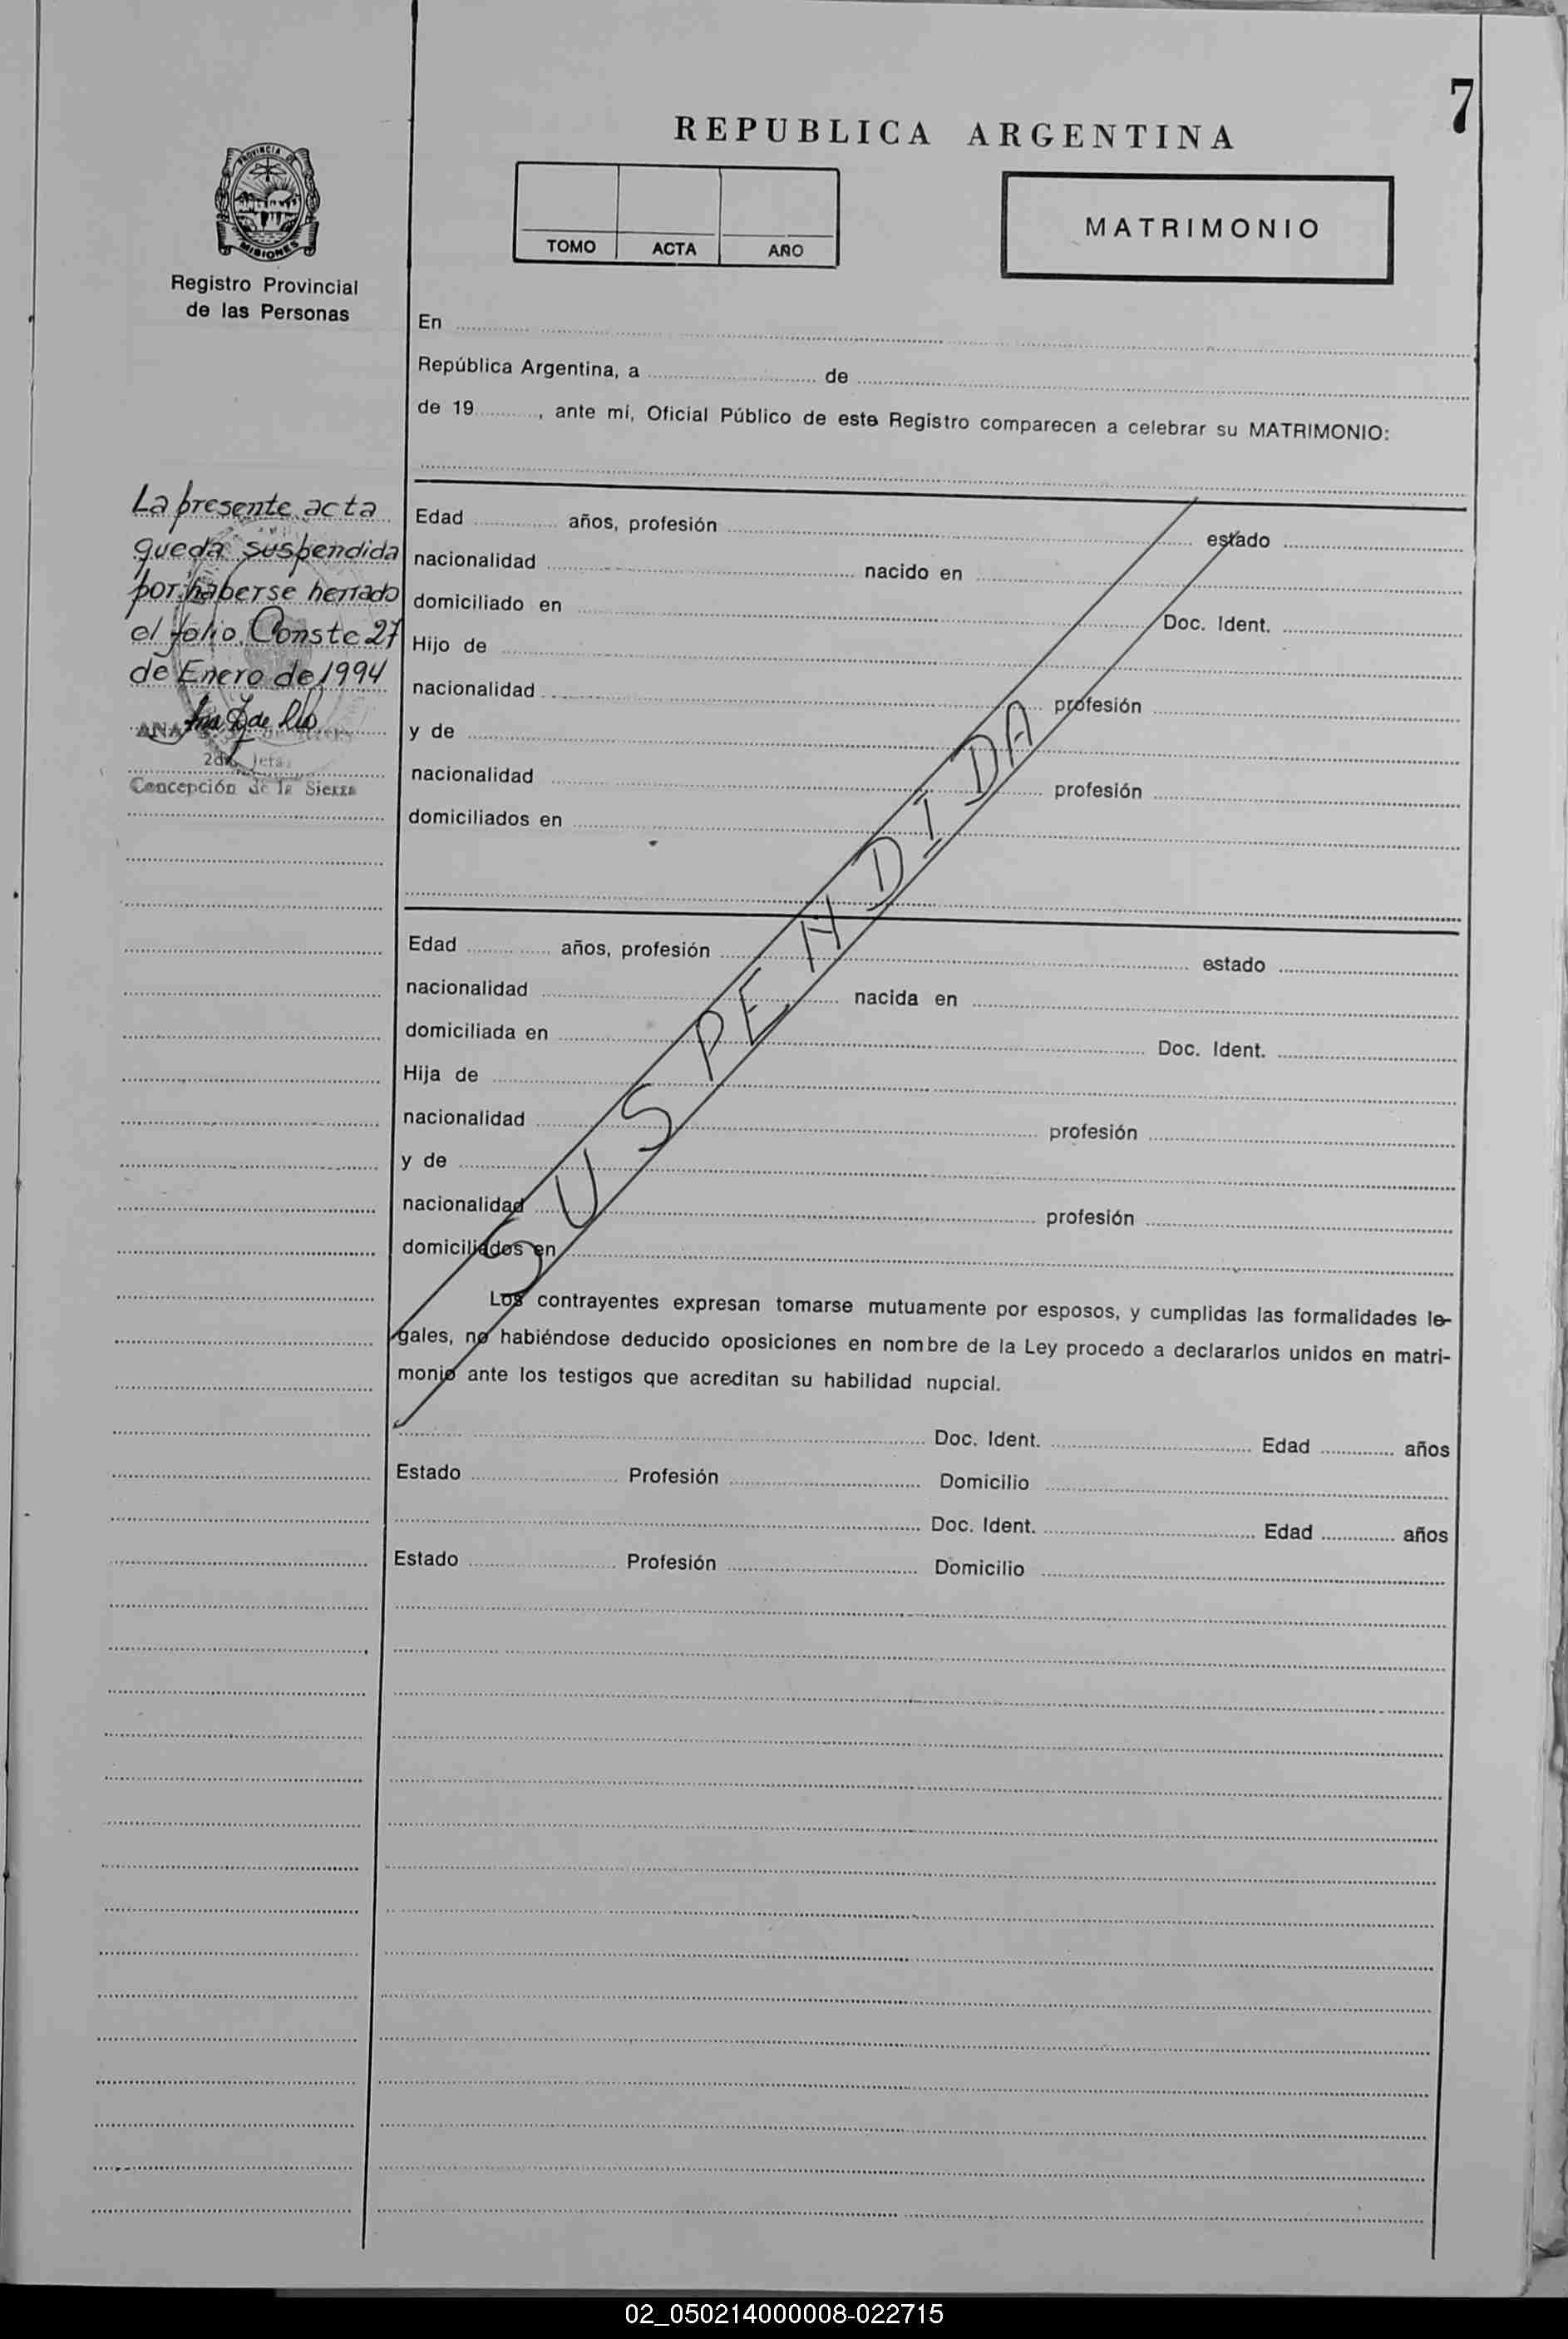 7
REPUBLICA ARGENTINA
PROVINCIA DE
MISIONES
Registro Provincial
de las Personas
TOMO ACTA AÑO
MATRIMONIO
En
República Argentina, a de
de 19 , ante mí, Oficial Público de este Registro comparecen a celebrar su MATRIMONIO:
La presente acta
queda suspendida
por haberse herrado
el folio. Conste 27
de Enero de 1994
ANA
2da. Jefa
Concepción de la Sierra
Edad años, profesión estado
nacionalidad nacido en
domiciliado en Doc. Ident.
Hijo de
nacionalidad profesión
y de
nacionalidad profesión
domiciliados en
SUSPENDIDA
Edad años, profesión estado
nacionalidad nacida en
domiciliada en Doc. Ident.
Hija de
nacionalidad profesión
y de
nacionalidad profesión
domiciliados en
Los contrayentes expresan tomarse mutuamente por esposos, y cumplidas las formalidades le-
gales, no habiéndose deducido oposiciones en nombre de la Ley procedo a declararlos unidos en matri-
monio ante los testigos que acreditan su habilidad nupcial.
Doc. Ident. Edad años
Estado Profesión Domicilio
Doc. Ident. Edad años
Estado Profesión Domicilio
02_050214000008-022715